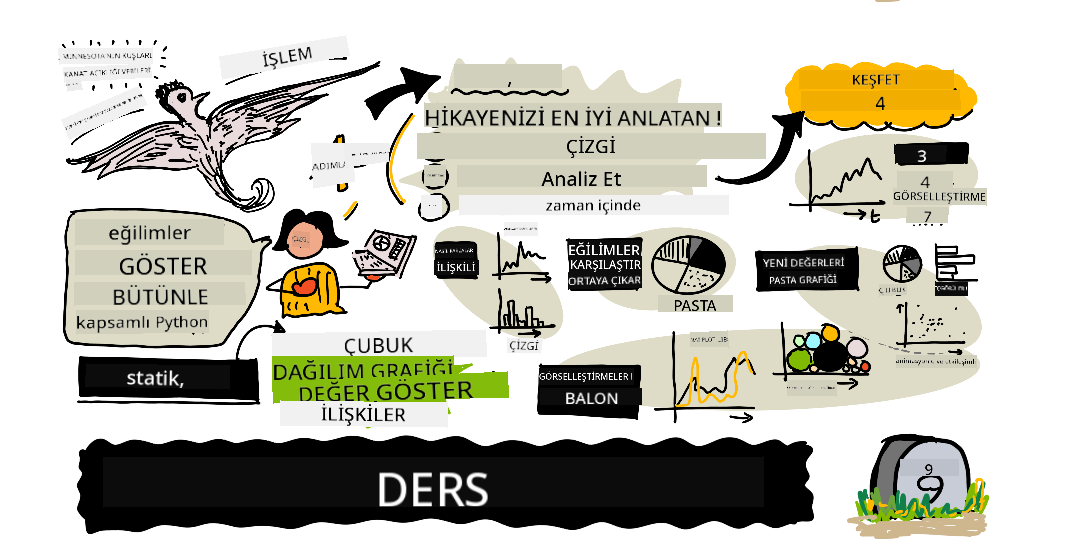 MINNESOTA'NIN KUŞLARI
KANAT AÇIKLIĞI VERİLERİ
İŞLEM
ADIMLI
,
HİKAYENİZİ EN İYİ ANLATAN !
ÇİZGİ
Analiz Et
zaman içinde
KEŞFET
4
3
4
GÖRSELLEŞTİRME
7
t
eğilimler
GÖSTER
BÜTÜNLE
kapsamlı Python
İLİŞKİLİ
ÇİZGİ
EĞİLİMLER
KARŞILAŞTIR
ORTAYA ÇIKAR
PASTA
YENİ DEĞERLERİ
PASTA GRAFİĞİ
ÇUBUK
statik,
ÇUBUK
DAĞILIM GRAFİĞİ
DEĞER GÖSTER
İLİŞKİLER
GÖRSELLEŞTİRMELERİ
BALON
MATPLOTLIB
DERS
9